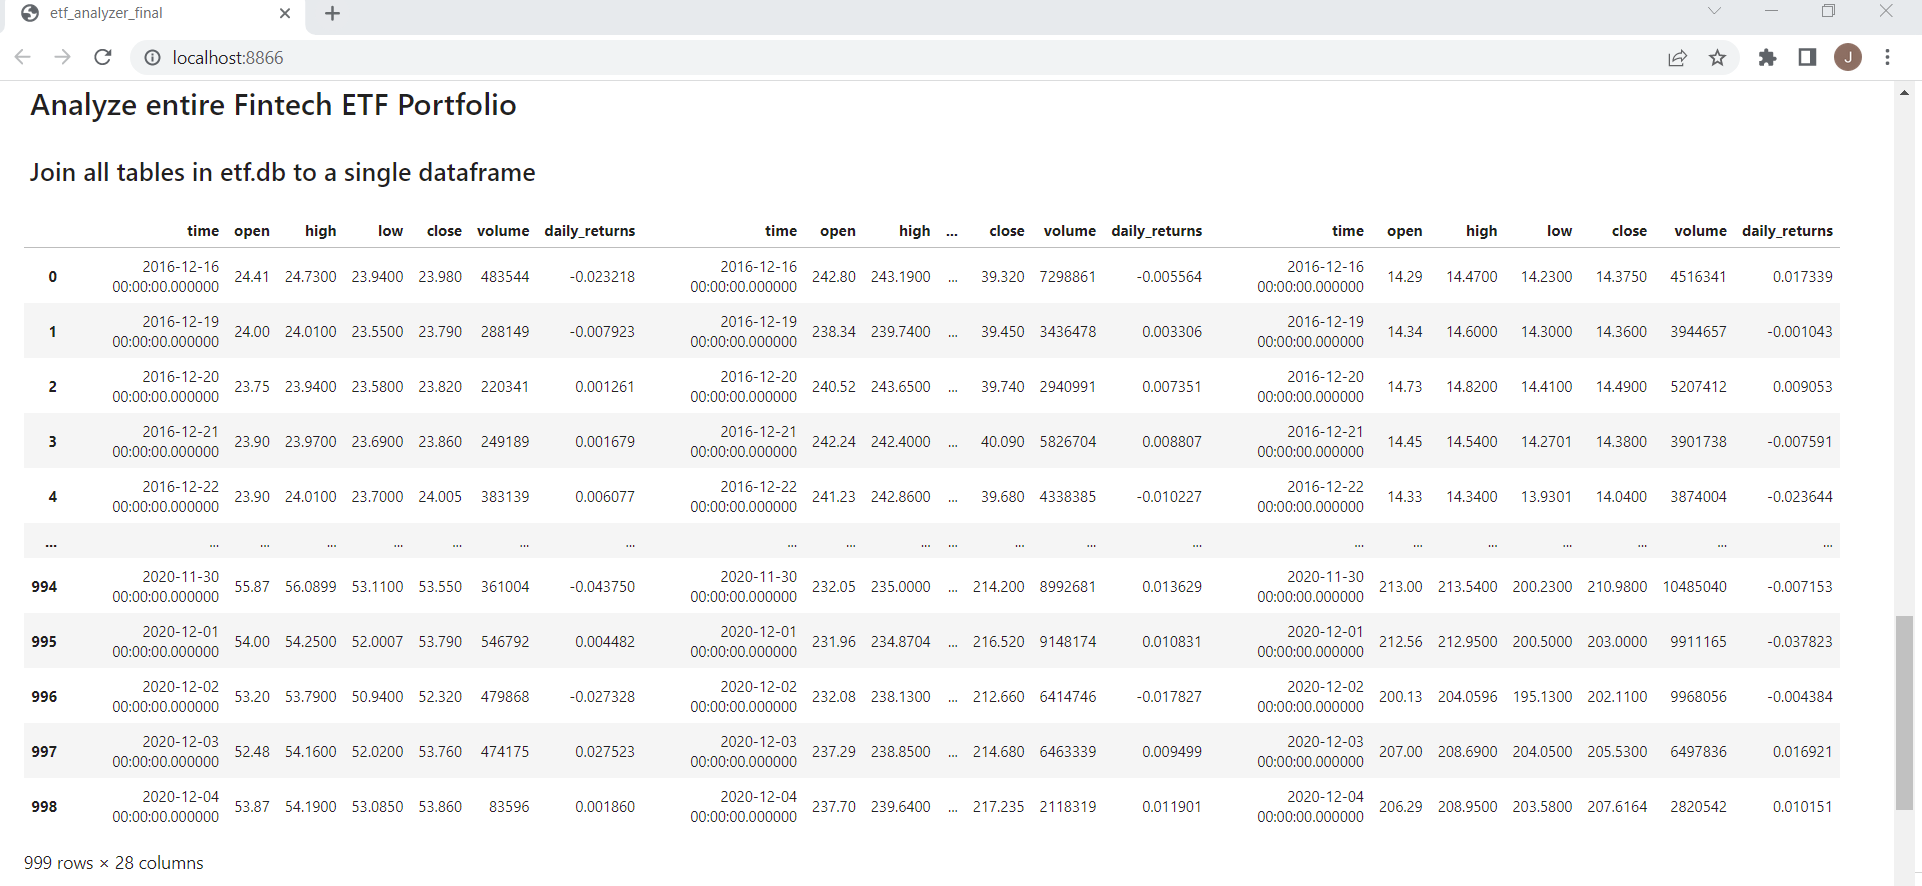 etf_analyzer_final
localhost:8866
J
Analyze entire Fintech ETF Portfolio
Join all tables in etf.db to a single dataframe
time open high low close volume daily_returns time open high ... close volume daily_returns time open high low close volume daily_returns
0 2016-12-16 00:00:00.000000 24.41 24.7300 23.9400 23.980 483544 -0.023218 2016-12-16 00:00:00.000000 242.80 243.1900 ... 39.320 7298861 -0.005564 2016-12-16 00:00:00.000000 14.29 14.4700 14.2300 14.3750 4516341 0.017339
1 2016-12-19 00:00:00.000000 24.00 24.0100 23.5500 23.790 288149 -0.007923 2016-12-19 00:00:00.000000 238.34 239.7400 ... 39.450 3436478 0.003306 2016-12-19 00:00:00.000000 14.34 14.6000 14.3000 14.3600 3944657 -0.001043
2 2016-12-20 00:00:00.000000 23.75 23.9400 23.5800 23.820 220341 0.001261 2016-12-20 00:00:00.000000 240.52 243.6500 ... 39.740 2940991 0.007351 2016-12-20 00:00:00.000000 14.73 14.8200 14.4100 14.4900 5207412 0.009053
3 2016-12-21 00:00:00.000000 23.90 23.9700 23.6900 23.860 249189 0.001679 2016-12-21 00:00:00.000000 242.24 242.4000 ... 40.090 5826704 0.008807 2016-12-21 00:00:00.000000 14.45 14.5400 14.2701 14.3800 3901738 -0.007591
4 2016-12-22 00:00:00.000000 23.90 24.0100 23.7000 24.005 383139 0.006077 2016-12-22 00:00:00.000000 241.23 242.8600 ... 39.680 4338385 -0.010227 2016-12-22 00:00:00.000000 14.33 14.3400 13.9301 14.0400 3874004 -0.023644
... ... ... ... ... ... ... ... ... ... ... ... ... ... ... ... ... ... ... ... ... ...
994 2020-11-30 00:00:00.000000 55.87 56.0899 53.1100 53.550 361004 -0.043750 2020-11-30 00:00:00.000000 232.05 235.0000 ... 214.200 8992681 0.013629 2020-11-30 00:00:00.000000 213.00 213.5400 200.2300 210.9800 10485040 -0.007153
995 2020-12-01 00:00:00.000000 54.00 54.2500 52.0007 53.790 546792 0.004482 2020-12-01 00:00:00.000000 231.96 234.8704 ... 216.520 9148174 0.010831 2020-12-01 00:00:00.000000 212.56 212.9500 200.5000 203.0000 9911165 -0.037823
996 2020-12-02 00:00:00.000000 53.20 53.7900 50.9400 52.320 479868 -0.027328 2020-12-02 00:00:00.000000 232.08 238.1300 ... 212.660 6414746 -0.017827 2020-12-02 00:00:00.000000 200.13 204.0596 195.1300 202.1100 9968056 -0.004384
997 2020-12-03 00:00:00.000000 52.48 54.1600 52.0200 53.760 474175 0.027523 2020-12-03 00:00:00.000000 237.29 238.8500 ... 214.680 6463339 0.009499 2020-12-03 00:00:00.000000 207.00 208.6900 204.0500 205.5300 6497836 0.016921
998 2020-12-04 00:00:00.000000 53.87 54.1900 53.0850 53.860 83596 0.001860 2020-12-04 00:00:00.000000 237.70 239.6400 ... 217.235 2118319 0.011901 2020-12-04 00:00:00.000000 206.29 208.9500 203.5800 207.6164 2820542 0.010151
999 rows × 28 columns